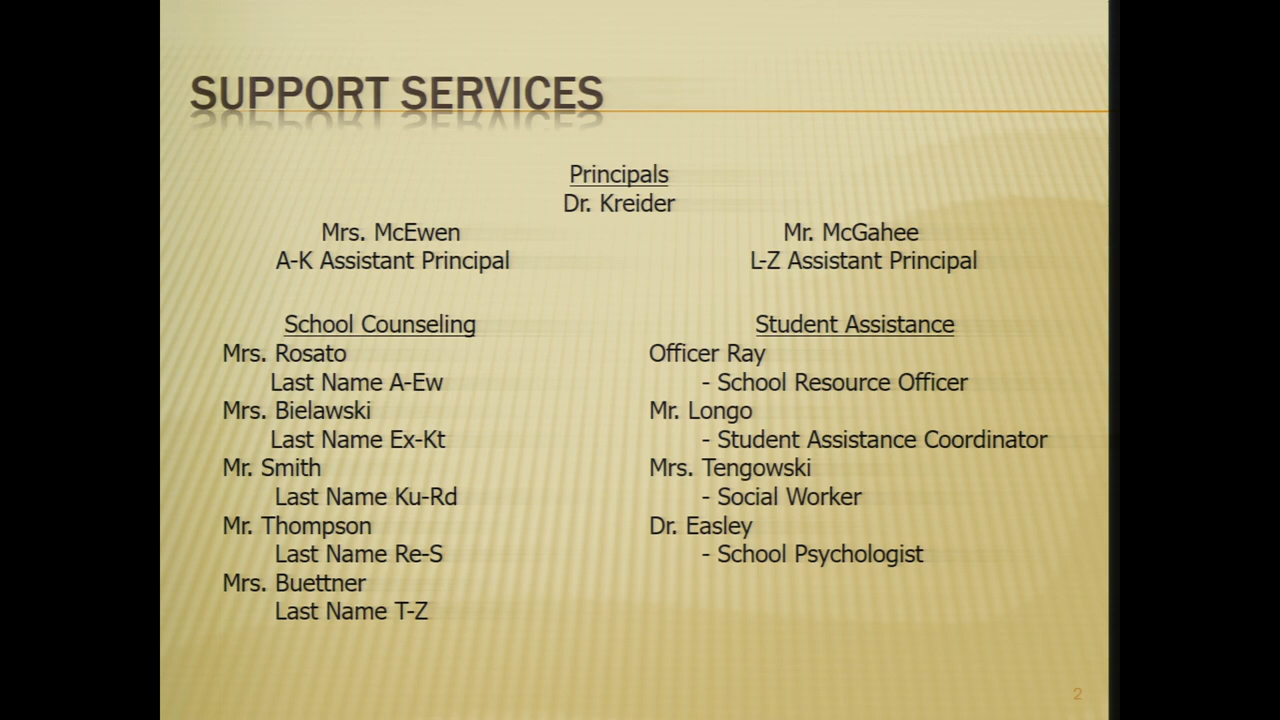 SUPPORT SERVICES
Principals
Dr. Kreider
Mrs. McEwen
A-K Assistant Principal
Mr. McGahee
L-Z Assistant Principal
School Counseling
Mrs. Rosato
Last Name A-Ew
Mrs. Bielawski
Last Name Ex-Kt
Mr. Smith
Last Name Ku-Rd
Mr. Thompson
Last Name Re-S
Mrs. Buettner
Last Name T-Z
Student Assistance
Officer Ray
- School Resource Officer
Mr. Longo
- Student Assistance Coordinator
Mrs. Tengowski
- Social Worker
Dr. Easley
- School Psychologist
2